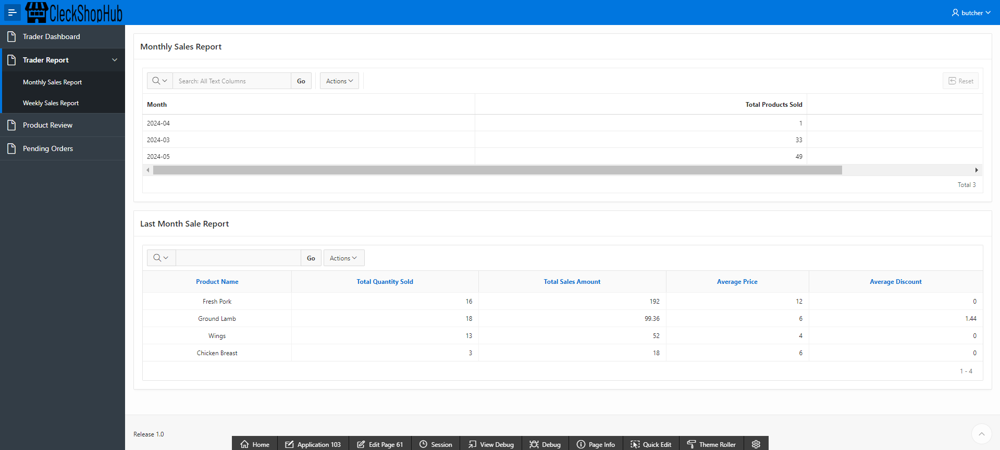 CleckShopHub
butcher
Trader Dashboard
Trader Report
Monthly Sales Report
Weekly Sales Report
Product Review
Pending Orders
Monthly Sales Report
Search: All Text Columns Go Actions Reset
Month Total Products Sold
2024-04 1
2024-03 33
2024-05 49
Total 3
Last Month Sale Report
Go Actions
Product Name Total Quantity Sold Total Sales Amount Average Price Average Discount
Fresh Pork 16 192 12 0
Ground Lamb 18 99.36 6 1.44
Wings 13 52 4 0
Chicken Breast 3 18 6 0
1 - 4
Release 1.0
Home Application 103 Edit Page 61 Session View Debug Debug Page Info Quick Edit Theme Roller